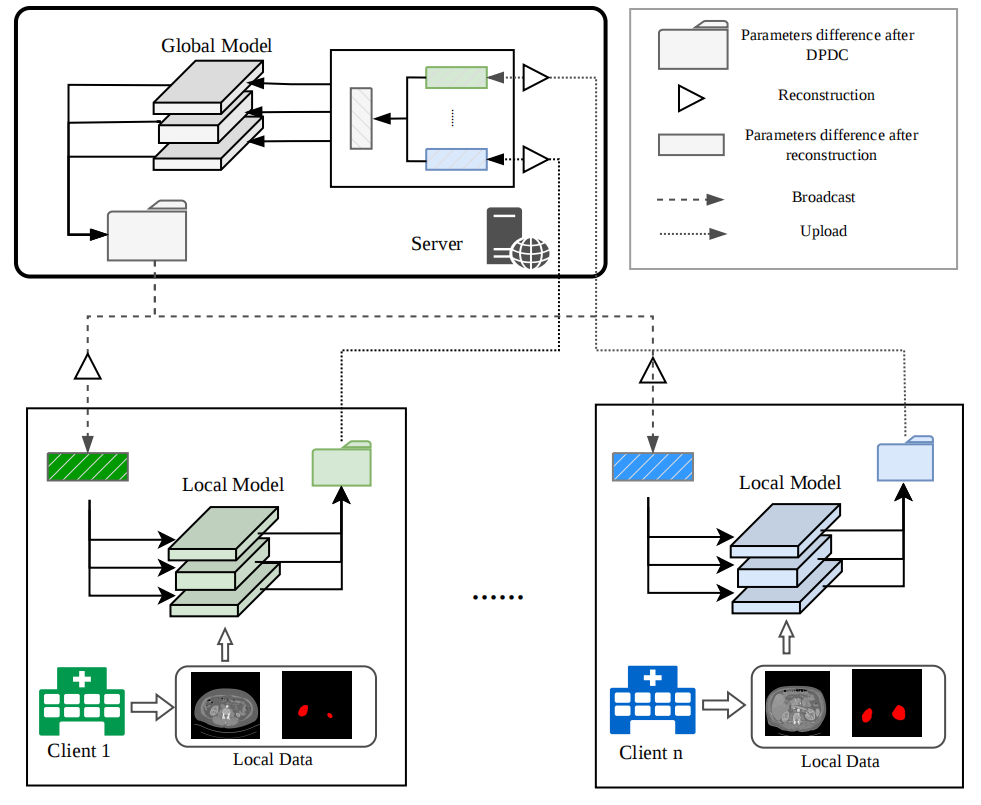 Global Model
Server
Parameters difference after
DPDC
Reconstruction
Parameters difference after
reconstruction
Broadcast
Upload
Local Model
Client 1
Local Data
......
Local Model
Client n
Local Data